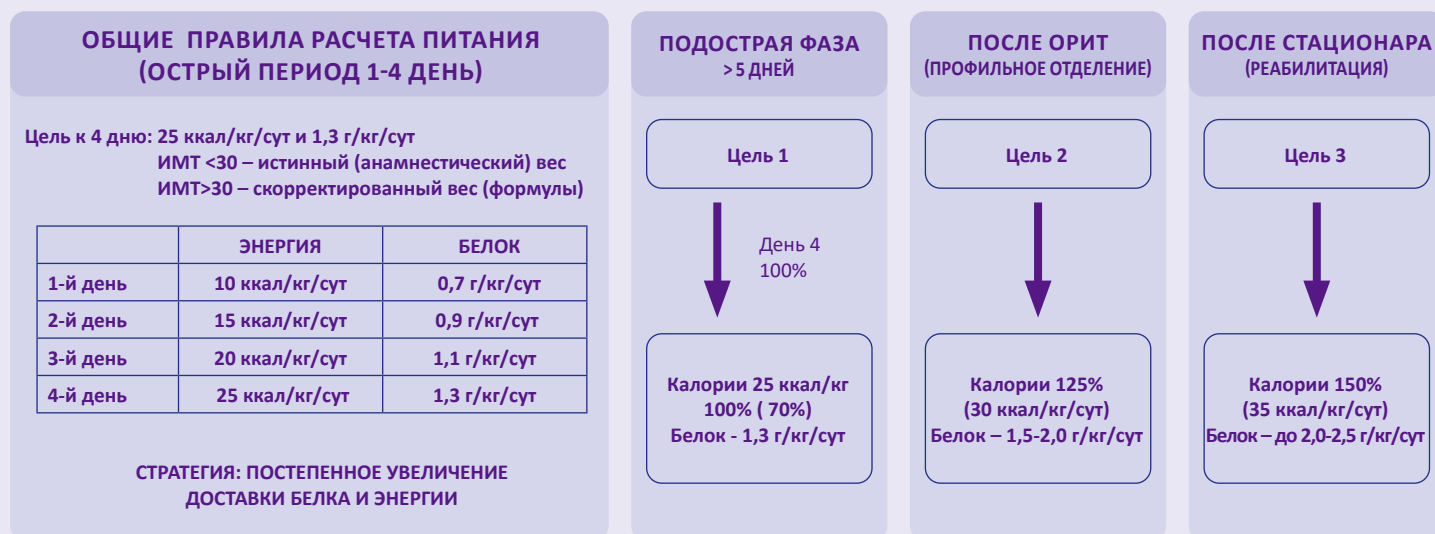 ОБЩИЕ ПРАВИЛА РАСЧЕТА ПИТАНИЯ
(ОСТРЫЙ ПЕРИОД 1-4 ДЕНЬ)
Цель к 4 дню: 25 ккал/кг/сут и 1,3 г/кг/сут
ИМТ <30 – истинный (анамнестический) вес
ИМТ>30 – скорректированный вес (формулы)
ЭНЕРГИЯ БЕЛОК
1-й день 10 ккал/кг/сут 0,7 г/кг/сут
2-й день 15 ккал/кг/сут 0,9 г/кг/сут
3-й день 20 ккал/кг/сут 1,1 г/кг/сут
4-й день 25 ккал/кг/сут 1,3 г/кг/сут
СТРАТЕГИЯ: ПОСТЕПЕННОЕ УВЕЛИЧЕНИЕ
ДОСТАВКИ БЕЛКА И ЭНЕРГИИ
ПОДОСТРАЯ ФАЗА
> 5 ДНЕЙ
Цель 1
День 4
100%
Калории 25 ккал/кг
100% ( 70%)
Белок - 1,3 г/кг/сут
ПОСЛЕ ОРИТ
(ПРОФИЛЬНОЕ ОТДЕЛЕНИЕ)
Цель 2
Калории 125%
(30 ккал/кг/сут)
Белок – 1,5-2,0 г/кг/сут
ПОСЛЕ СТАЦИОНАРА
(РЕАБИЛИТАЦИЯ)
Цель 3
Калории 150%
(35 ккал/кг/сут)
Белок – до 2,0-2,5 г/кг/сут